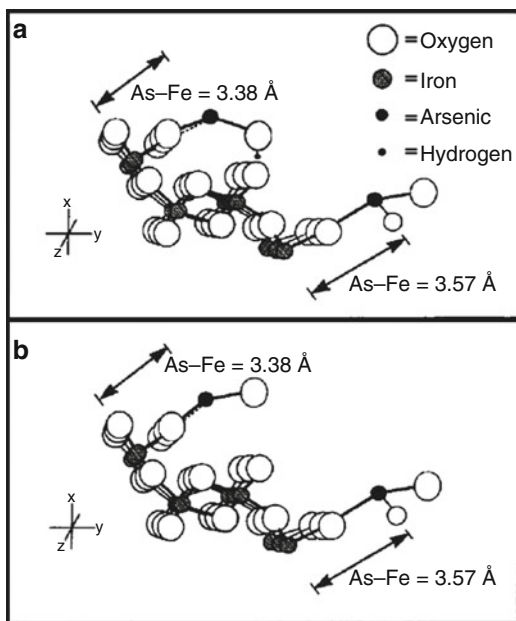 a
=Oxygen
=Iron
=Arsenic
=Hydrogen
As–Fe = 3.38 Å
x
y
z
As–Fe = 3.57 Å
b
As–Fe = 3.38 Å
x
y
z
As–Fe = 3.57 Å